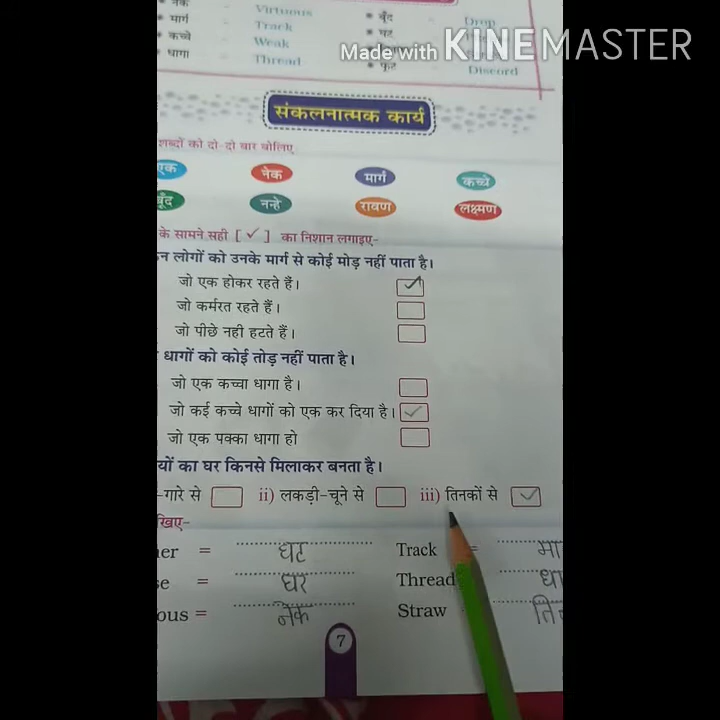 नेक - Virtuous * बूँद Drop
* मार्ग - Track * घट
* कच्चे - Weak
* धागा - Thread * फूट Discord
Made with KINEMASTER
संकलनात्मक कार्य
शब्दों को दो-दो बार बोलिए
एक नेक मार्ग कच्चे
बूँद नन्हे रावण लक्ष्मण
के सामने सही [ ✓ ] का निशान लगाइए-
न लोगों को उनके मार्ग से कोई मोड़ नहीं पाता है।
जो एक होकर रहते हैं। ✓
जो कर्मरत रहते हैं।
जो पीछे नही हटते हैं।
धागों को कोई तोड़ नहीं पाता है।
जो एक कच्चा धागा है।
जो कई कच्चे धागों को एक कर दिया है। ✓
जो एक पक्का धागा हो
यों का घर किनसे मिलाकर बनता है।
-गारे से ii) लकड़ी-चूने से iii) तिनकों से ✓
खिए-
er = घट Track = मा
e = घर Thread धा
ous = नेक Straw ति
7